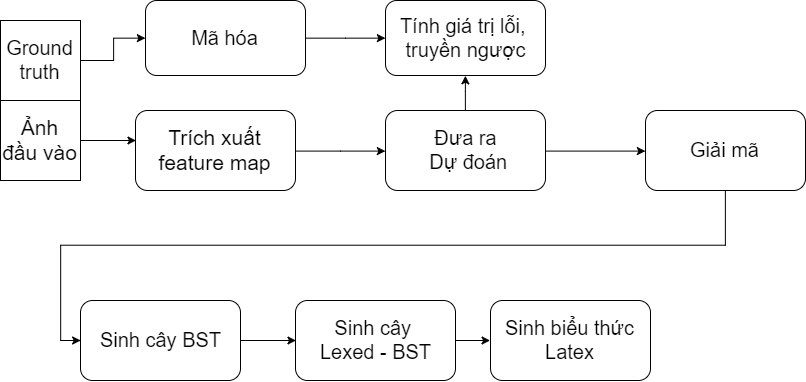 Ground
truth
Mã hóa
Tính giá trị lỗi,
truyền ngược
Ảnh
đầu vào
Trích xuất
feature map
Đưa ra
Dự đoán
Giải mã
Sinh cây BST
Sinh cây
Lexed - BST
Sinh biểu thức
Latex